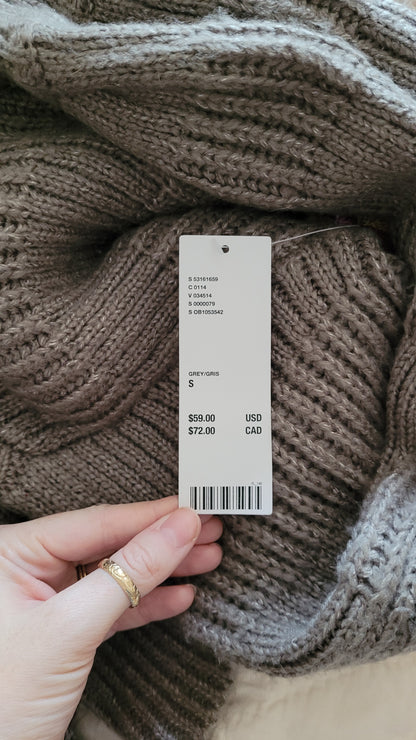 S 53161659
C 0114
V 034514
S 0000079
S OB1053542
GREY/GRIS
S
$59.00 USD
$72.00 CAD